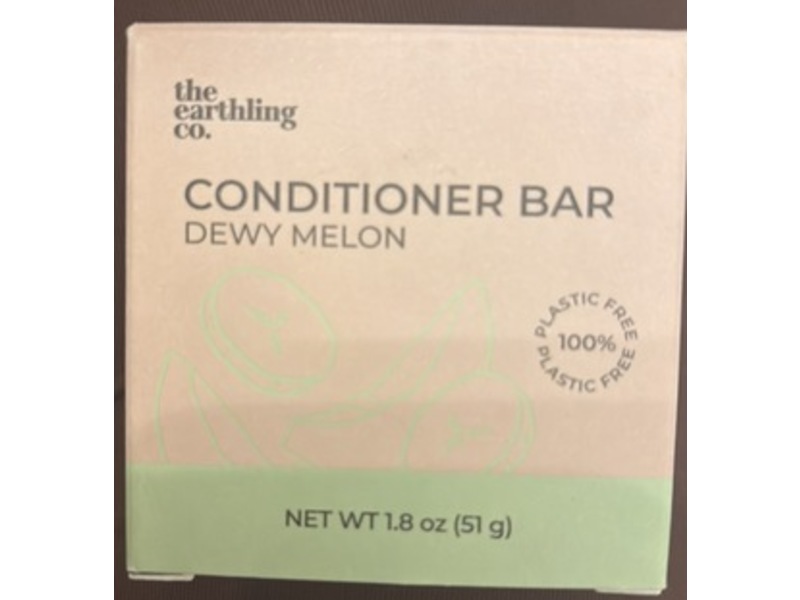 the
earthling
co.
CONDITIONER BAR
DEWY MELON
PLASTIC FREE
100%
PLASTIC FREE
NET WT 1.8 oz (51 g)